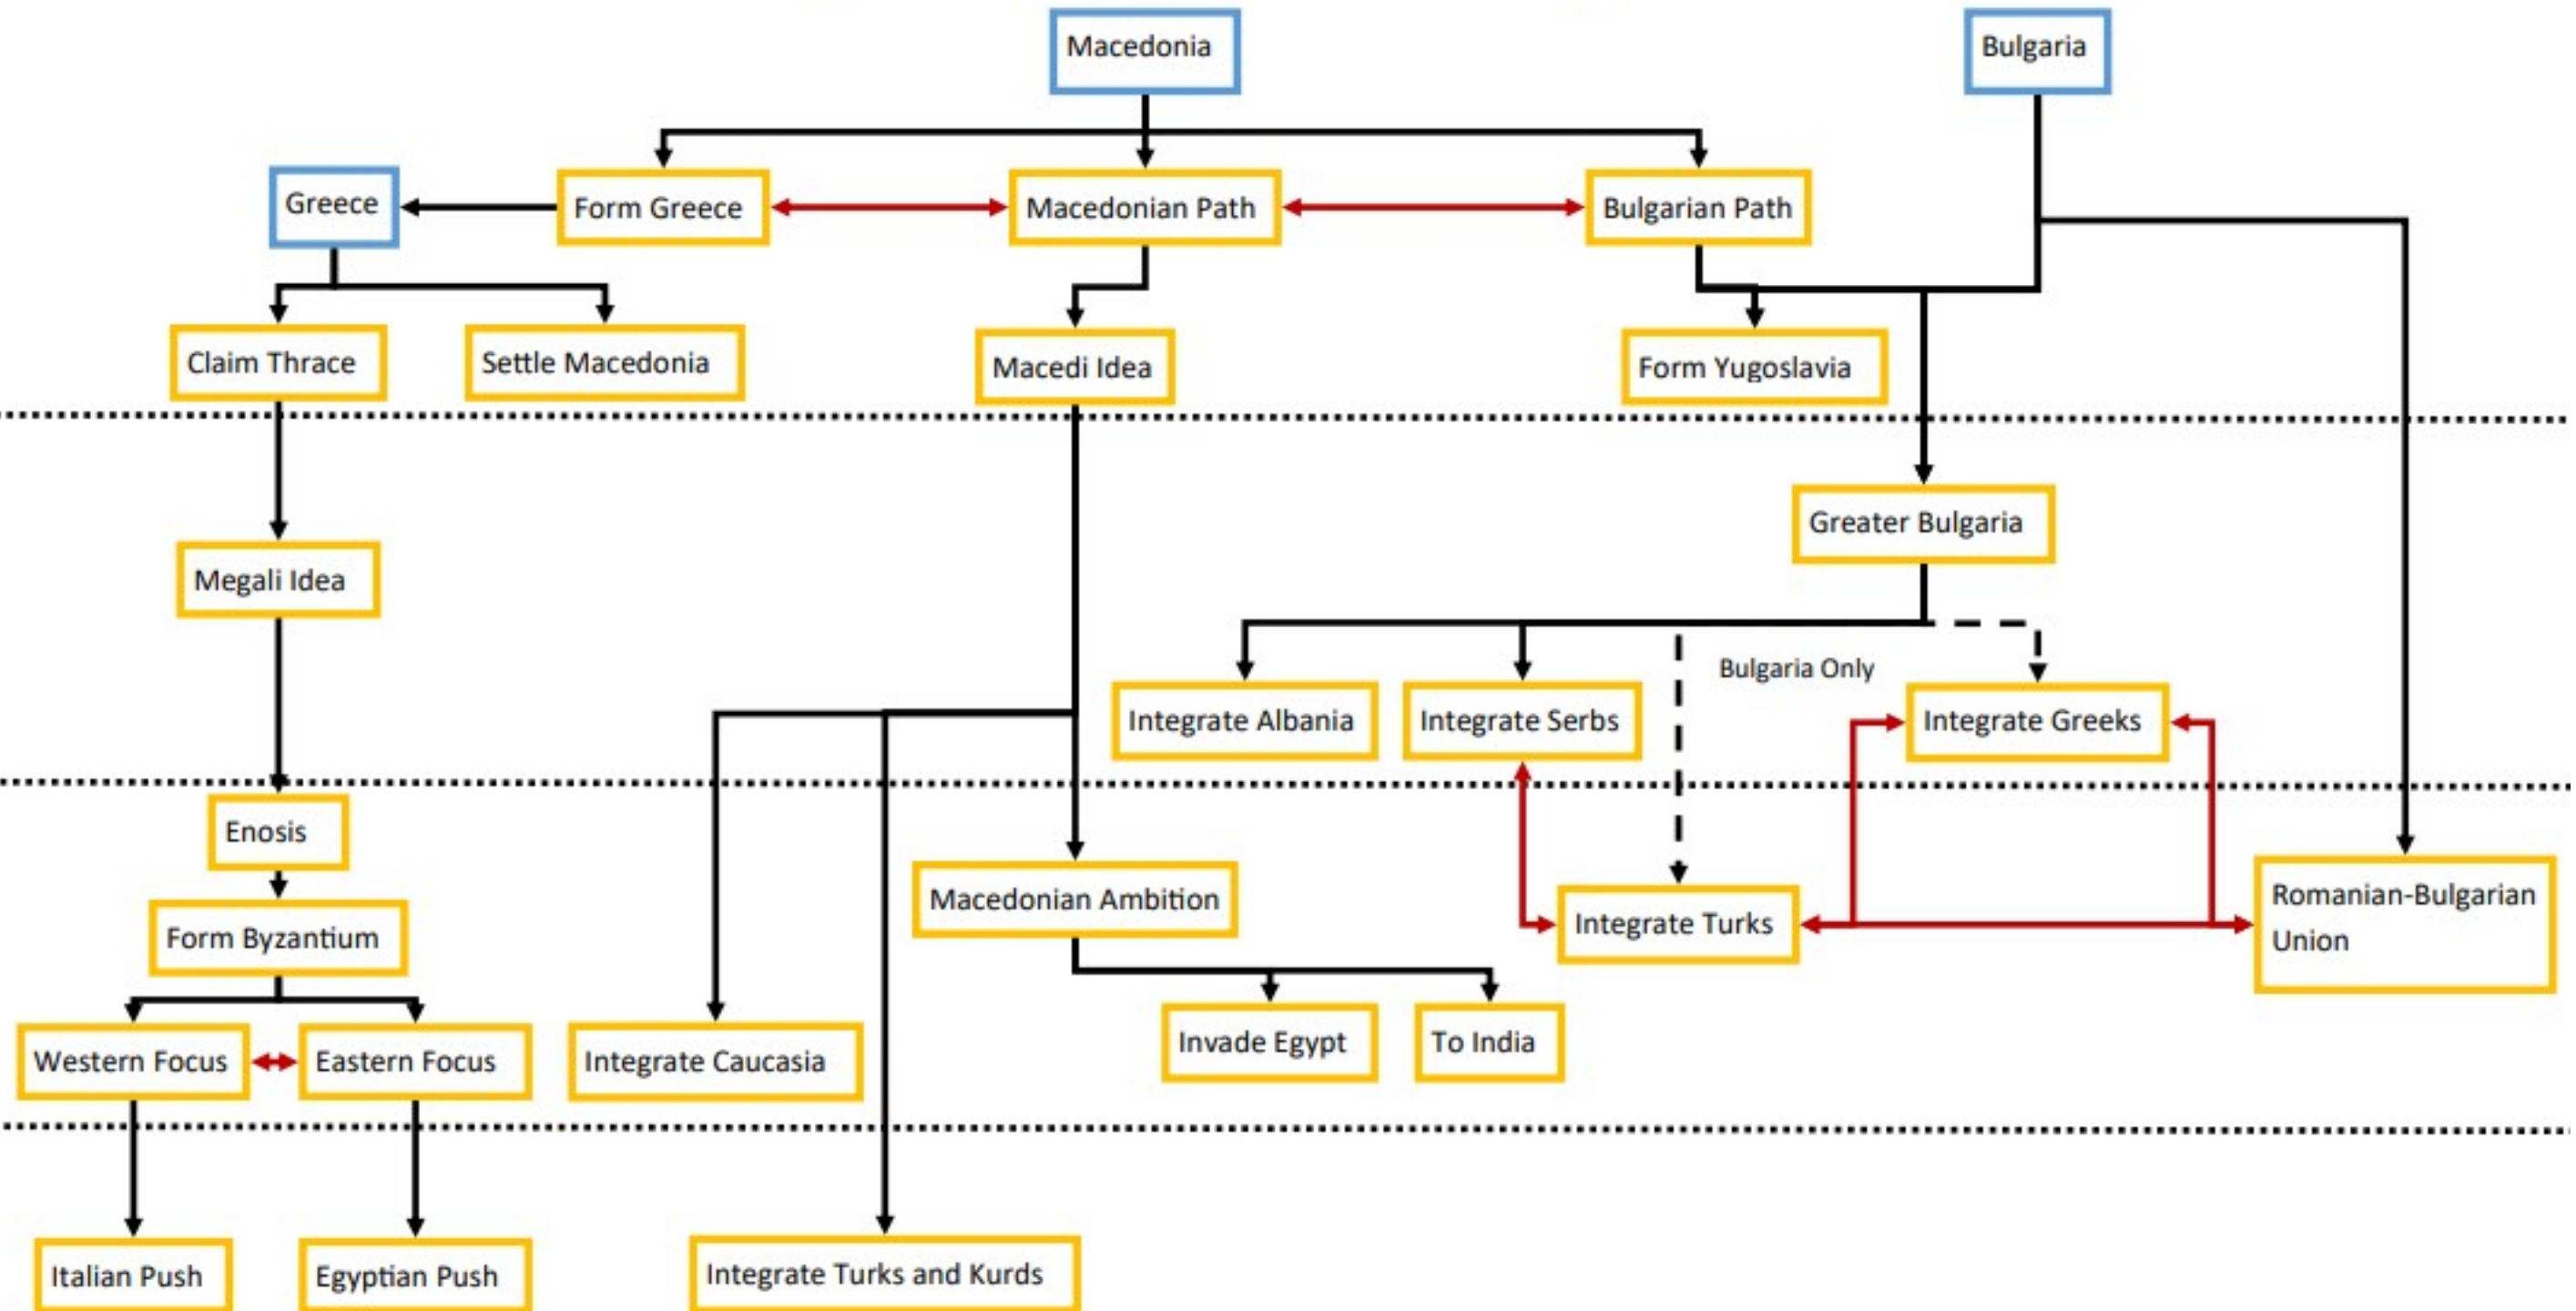 Macedonia
Bulgaria
Greece
Form Greece
Macedonian Path
Bulgarian Path
Claim Thrace
Settle Macedonia
Macedi Idea
Form Yugoslavia
Greater Bulgaria
Megali Idea
Bulgaria Only
Integrate Albania
Integrate Serbs
Integrate Greeks
Enosis
Macedonian Ambition
Integrate Turks
Romanian-Bulgarian
Union
Form Byzantium
Invade Egypt
To India
Western Focus
Eastern Focus
Integrate Caucasia
Italian Push
Egyptian Push
Integrate Turks and Kurds